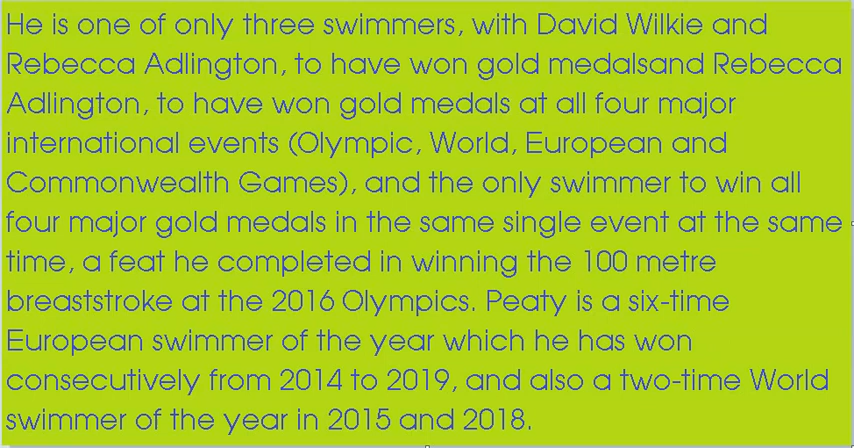 He is one of only three swimmers, with David Wilkie and
Rebecca Adlington, to have won gold medalsand Rebecca
Adlington, to have won gold medals at all four major
international events (Olympic, World, European and
Commonwealth Games), and the only swimmer to win all
four major gold medals in the same single event at the same
time, a feat he completed in winning the 100 metre
breaststroke at the 2016 Olympics. Peaty is a six-time
European swimmer of the year which he has won
consecutively from 2014 to 2019, and also a two-time World
swimmer of the year in 2015 and 2018.